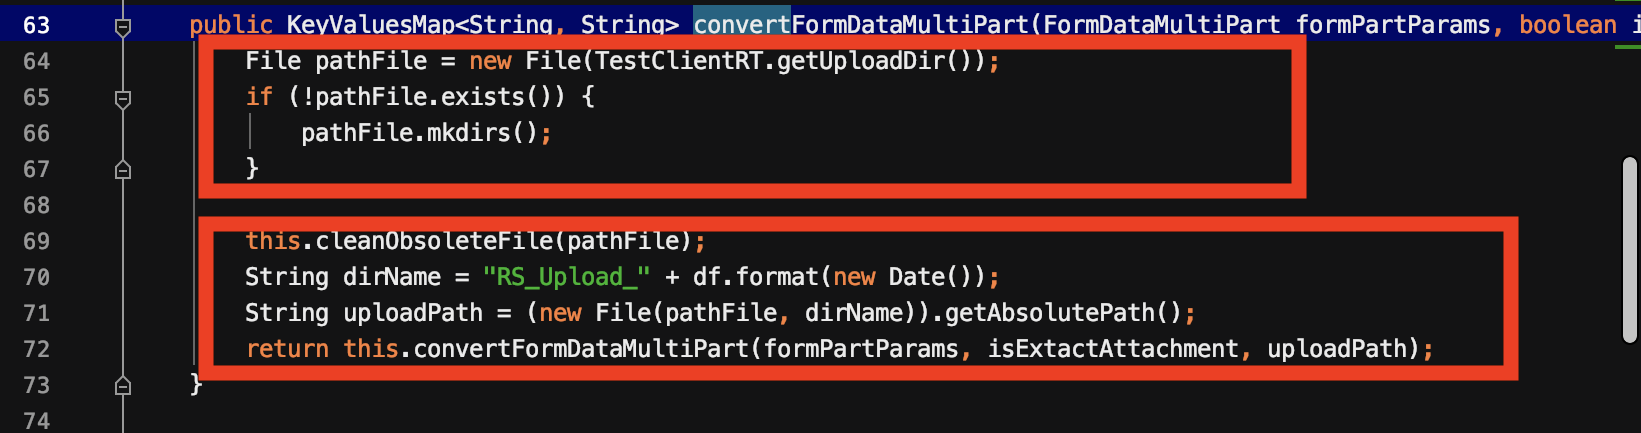 63 public KeyValuesMap<String, String> convertFormDataMultiPart(FormDataMultiPart formPartParams, boolean i
64 File pathFile = new File(TestClientRT.getUploadDir());
65 if (!pathFile.exists()) {
66 pathFile.mkdirs();
67 }
68
69 this.cleanObsoleteFile(pathFile);
70 String dirName = "RS_Upload_" + df.format(new Date());
71 String uploadPath = (new File(pathFile, dirName)).getAbsolutePath();
72 return this.convertFormDataMultiPart(formPartParams, isExtactAttachment, uploadPath);
73 }
74